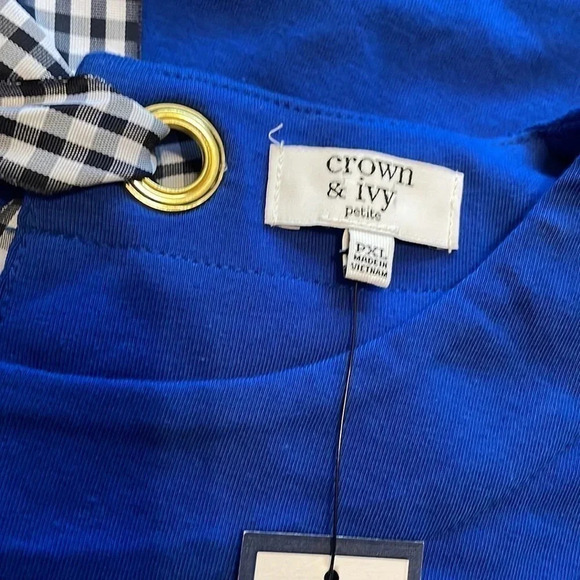 crown
& ivy
petite
PXL
MADE IN
VIETNAM